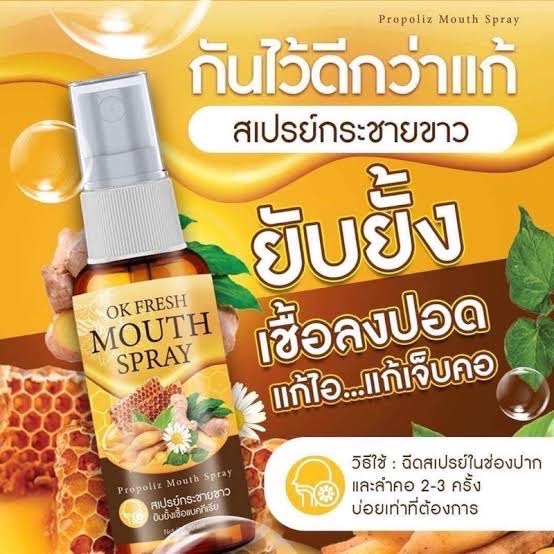 Propoliz Mouth Spray
กันไว้ดีกว่าแก้
สเปรย์กระชายขาว
ยับยั้ง
เชื้อลงปอด
แก้ไอ...แก้เจ็บคอ
วิธีใช้ : ฉีดสเปรย์ในช่องปาก
และลำคอ 2-3 ครั้ง
บ่อยเท่าที่ต้องการ
OK FRESH
MOUTH
SPRAY
Propoliz Mouth Spray
สเปรย์กระชายขาว
ยับยั้งเชื้อแบคทีเรีย